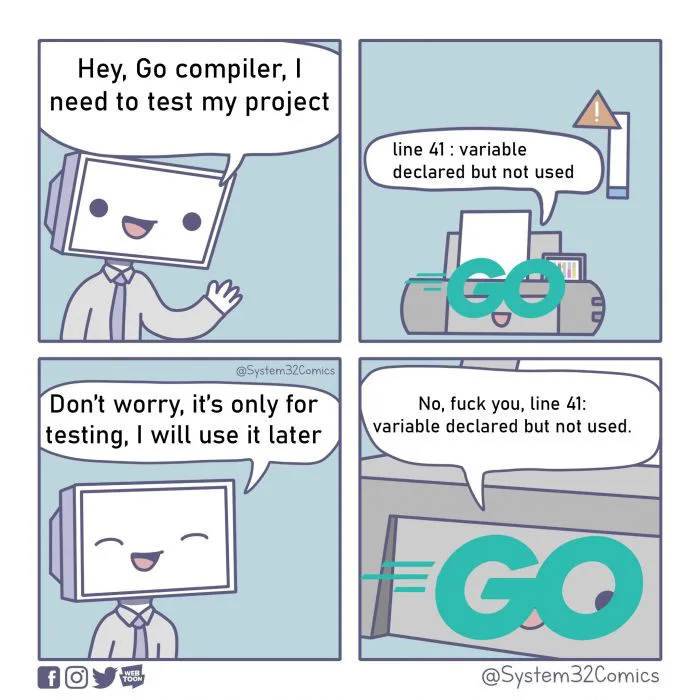 Hey, Go compiler, I
need to test my project
line 41 : variable
declared but not used
!
GO
@System32Comics
Don't worry, it's only for
testing, I will use it later
No, fuck you, line 41:
variable declared but not used.
GO
f
WEB
TOON
@System32Comics